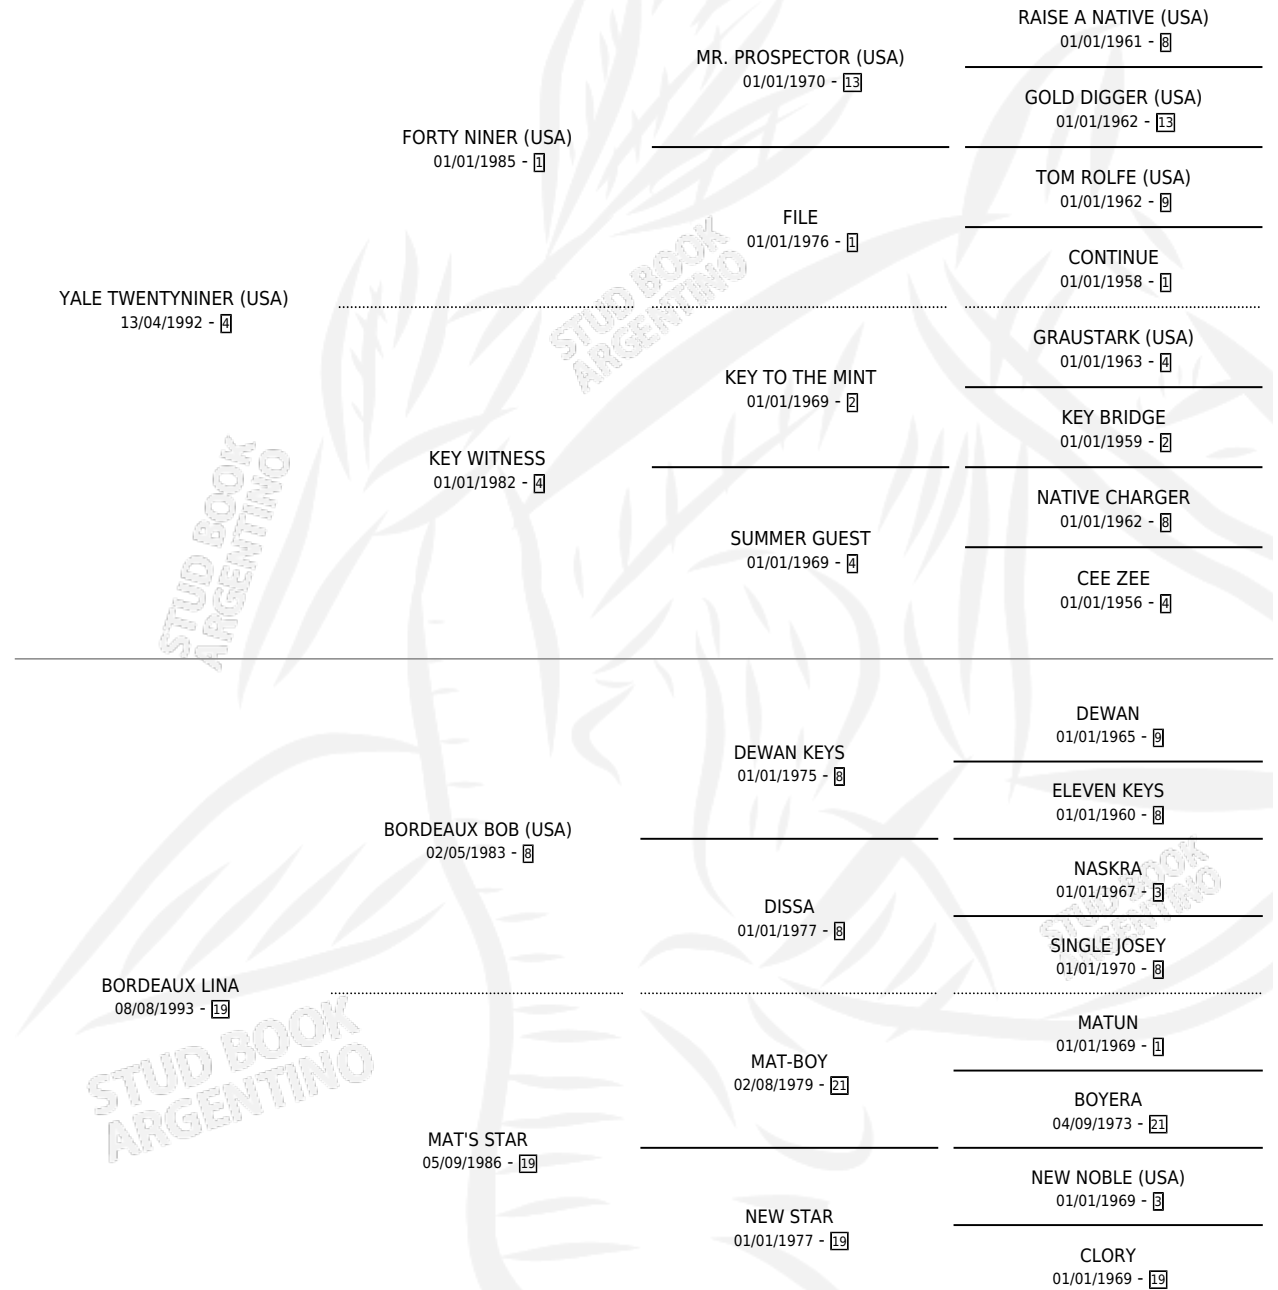 RAISE A NATIVE (USA)
01/01/1961 - 8
MR. PROSPECTOR (USA)
01/01/1970 - 13
GOLD DIGGER (USA)
01/01/1962 - 13
FORTY NINER (USA)
01/01/1985 - 1
TOM ROLFE (USA)
01/01/1962 - 9
FILE
01/01/1976 - 1
CONTINUE
01/01/1958 - 1
YALE TWENTYNINER (USA)
13/04/1992 - 4
STUD BOOK
ARGENTINO
GRAUSTARK (USA)
01/01/1963 - 4
KEY TO THE MINT
01/01/1969 - 2
KEY BRIDGE
01/01/1959 - 2
KEY WITNESS
01/01/1982 - 4
NATIVE CHARGER
01/01/1962 - 8
SUMMER GUEST
01/01/1969 - 4
CEE ZEE
01/01/1956 - 4
STUD BOOK
ARGENTINO
DEWAN
01/01/1965 - 9
DEWAN KEYS
01/01/1975 - 8
ELEVEN KEYS
01/01/1960 - 8
BORDEAUX BOB (USA)
02/05/1983 - 8
NASKRA
01/01/1967 - 3
DISSA
01/01/1977 - 8
SINGLE JOSEY
01/01/1970 - 8
STUD BOOK
ARGENTINO
BORDEAUX LINA
08/08/1993 - 19
STUD BOOK
ARGENTINO
MATUN
01/01/1969 - 1
MAT-BOY
02/08/1979 - 21
BOYERA
04/09/1973 - 21
MAT'S STAR
05/09/1986 - 19
NEW NOBLE (USA)
01/01/1969 - 3
NEW STAR
01/01/1977 - 19
CLORY
01/01/1969 - 19